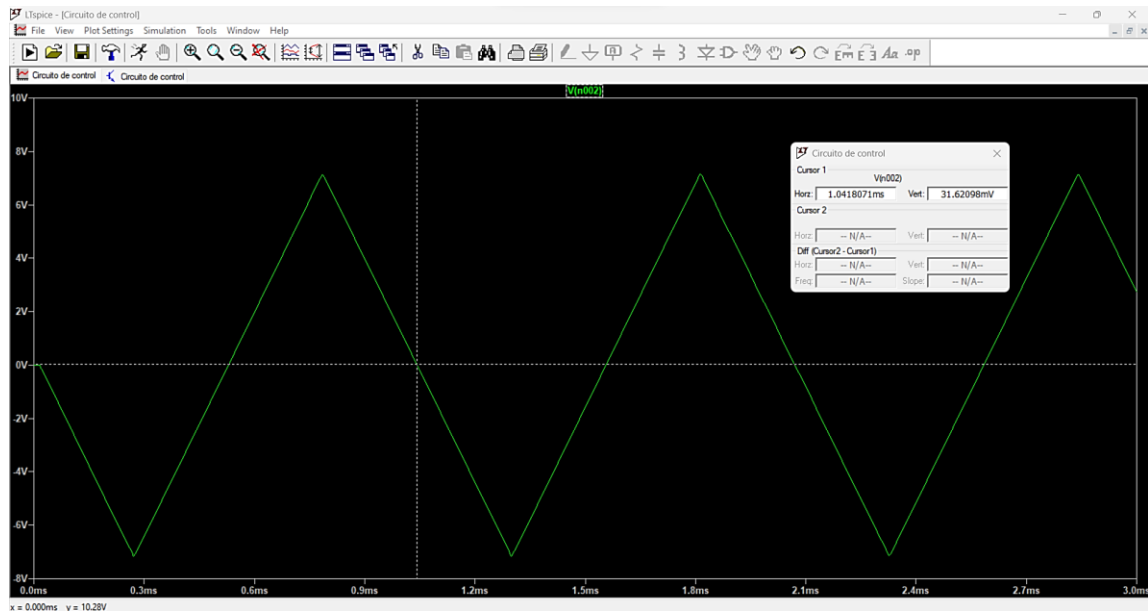 LTspice - [Circuito de control]
File View Plot Settings Simulation Tools Window Help
Circuito de control Circuito de control
V(n002)
10V
8V
6V
4V
2V
0V
-2V
-4V
-6V
-8V
0.0ms 0.3ms 0.6ms 0.9ms 1.2ms 1.5ms 1.8ms 2.1ms 2.4ms 2.7ms 3.0ms
Circuito de control
Cursor 1
V(n002)
Horz: 1.0418071ms Vert: 31.62098mV
Cursor 2
Horz: -- N/A-- Vert: -- N/A--
Diff (Cursor2 - Cursor1)
Horz: -- N/A-- Vert: -- N/A--
Freq: -- N/A-- Slope: -- N/A--
x = 0.000ms y = 10.28V